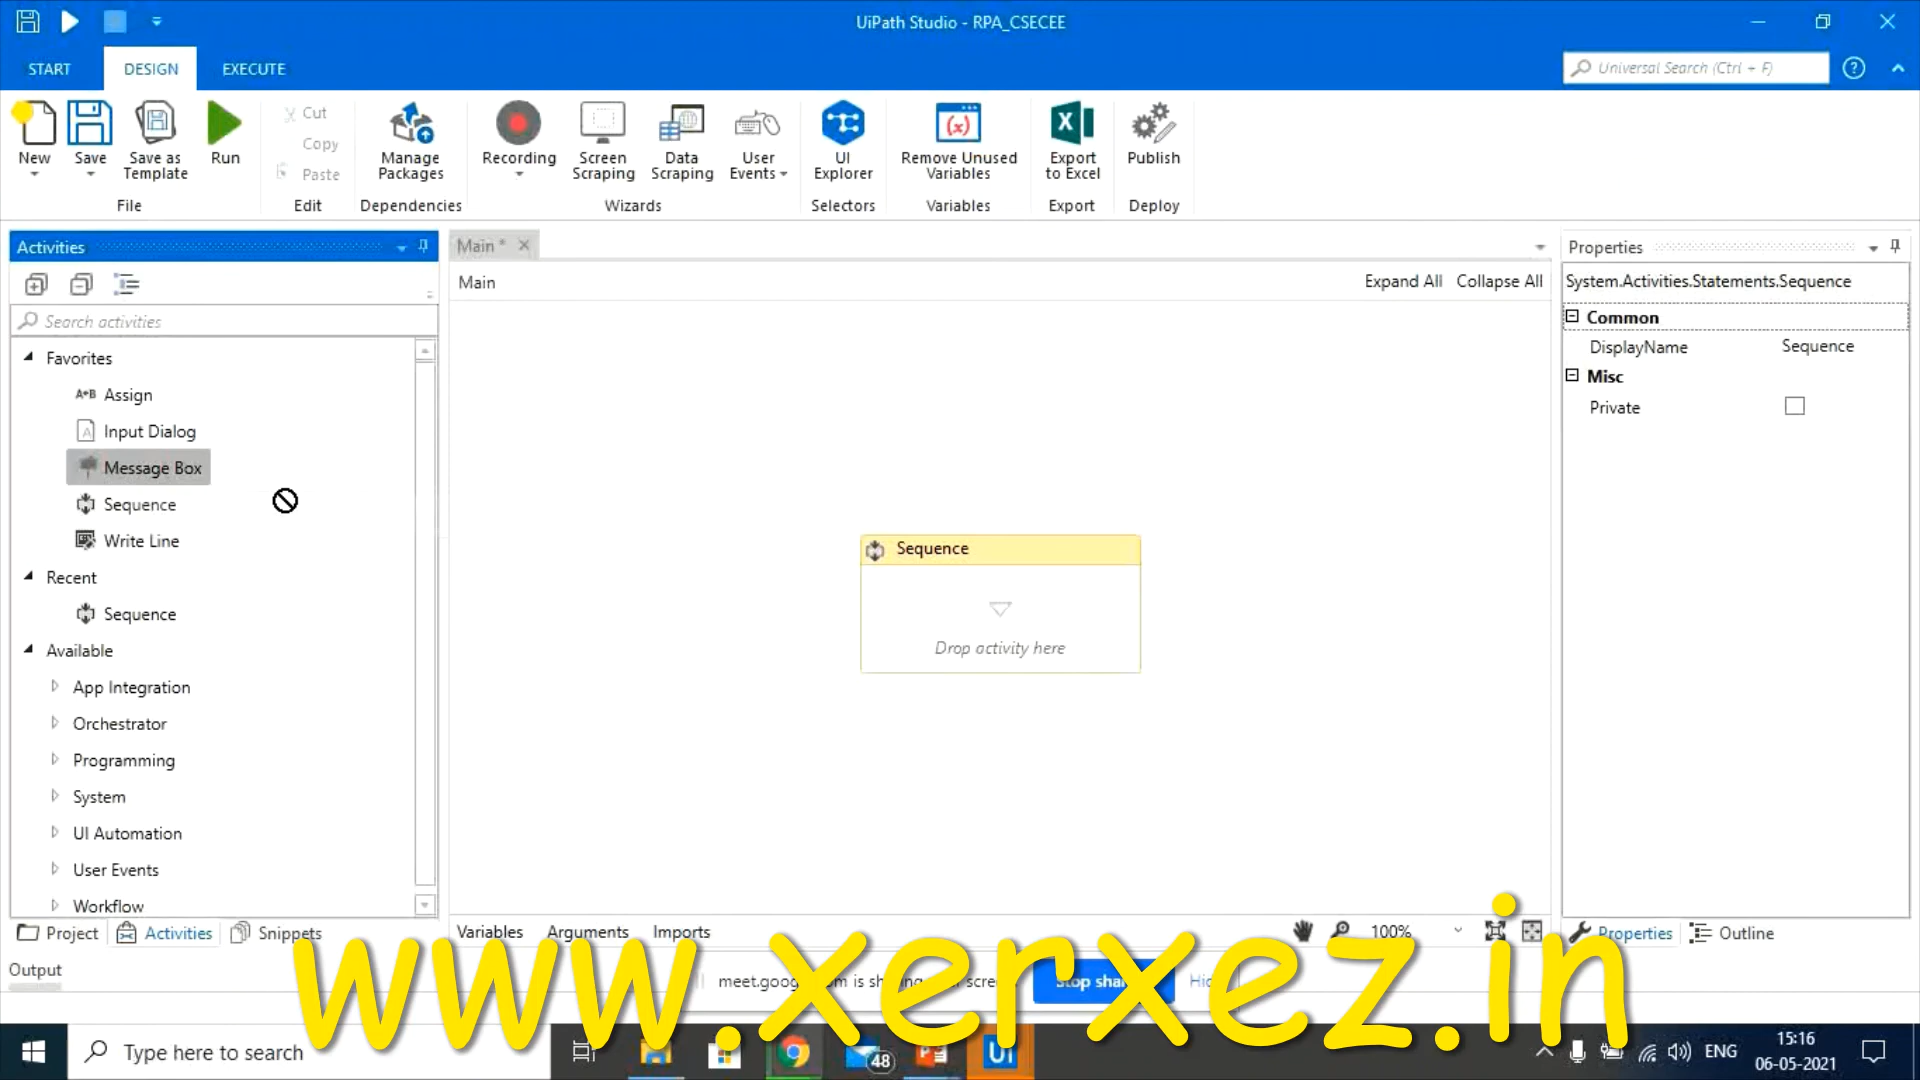 UiPath Studio - RPA_CSECEE
START DESIGN EXECUTE
Universal Search (Ctrl + F)
New
Save
Save as Template
Run
File
Cut
Copy
Paste
Edit
Manage Packages
Dependencies
Recording
Screen Scraping
Data Scraping
User Events
Wizards
UI Explorer
Selectors
Remove Unused Variables
Variables
Export to Excel
Export
Publish
Deploy
Activities
Search activities
Favorites
A+B Assign
Input Dialog
Message Box
Sequence
Write Line
Recent
Sequence
Available
App Integration
Orchestrator
Programming
System
UI Automation
User Events
Workflow
Project Activities Snippets
Output
Main *
Main
Expand All Collapse All
Sequence
Drop activity here
Variables Arguments Imports
100%
Properties
System.Activities.Statements.Sequence
Common
DisplayName Sequence
Misc
Private
Properties Outline
Stop
www.xerxez.in
Type here to search
48
Ui
ENG
15:16
06-05-2021